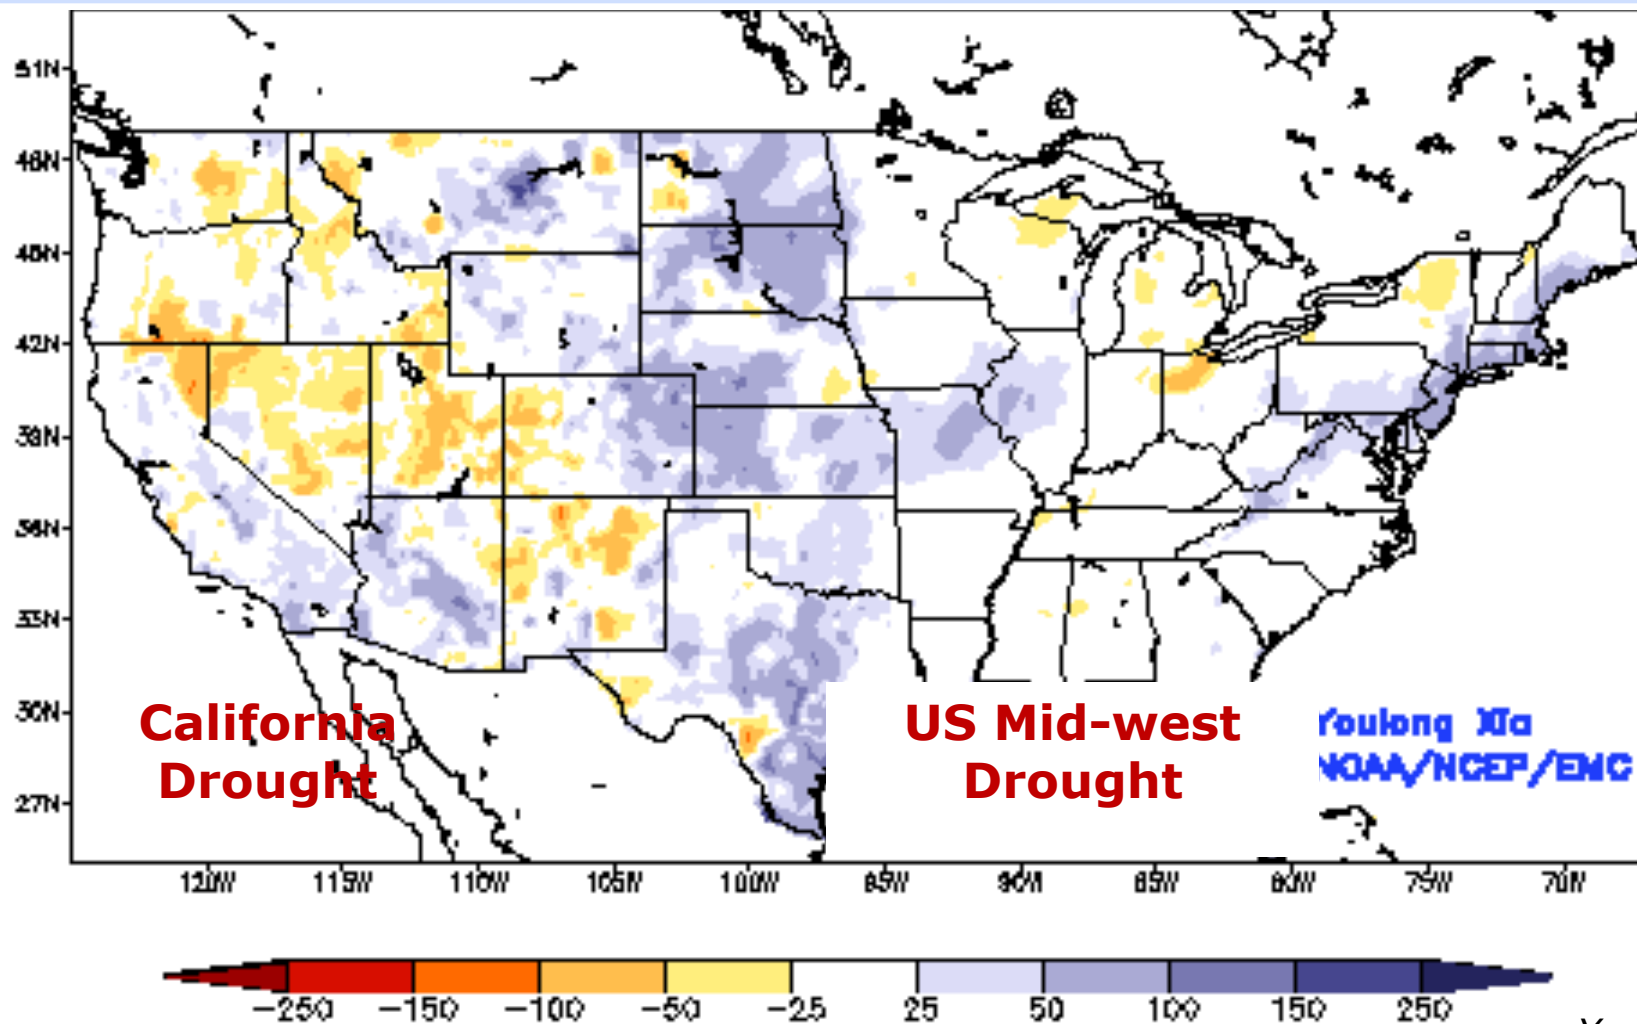 51N
48N
45N
42N
39N
36N
33N
30N
27N
California
Drought
US Mid-west
Drought
NOAA/NCEP/EMC
120W 115W 110W 105W 100W 95W 90W 85W 80W 75W 70W
-250 -150 -100 -50 -25 25 50 100 150 250